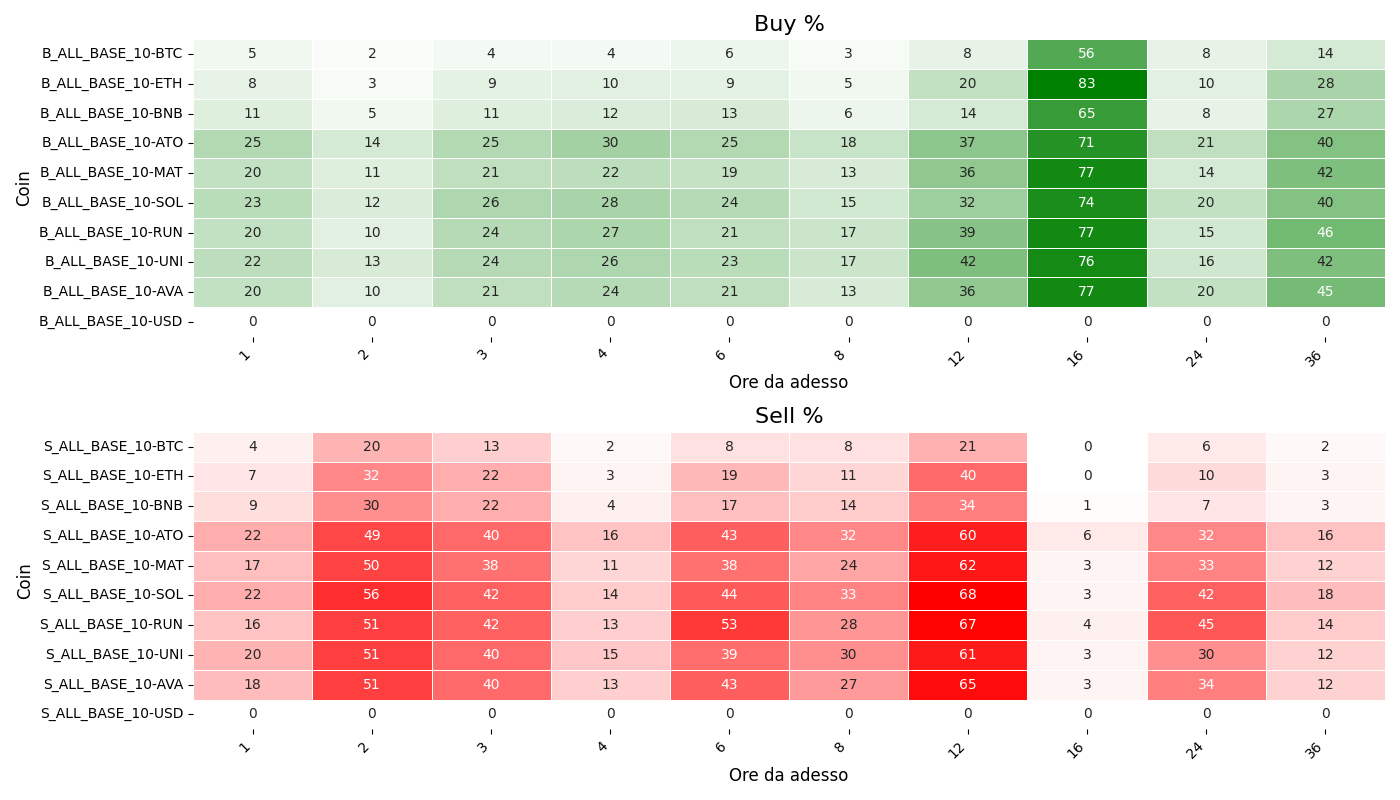 Buy %
Coin
B_ALL_BASE_10-BTC 5 2 4 4 6 3 8 56 8 14
B_ALL_BASE_10-ETH 8 3 9 10 9 5 20 83 10 28
B_ALL_BASE_10-BNB 11 5 11 12 13 6 14 65 8 27
B_ALL_BASE_10-ATO 25 14 25 30 25 18 37 71 21 40
B_ALL_BASE_10-MAT 20 11 21 22 19 13 36 77 14 42
B_ALL_BASE_10-SOL 23 12 26 28 24 15 32 74 20 40
B_ALL_BASE_10-RUN 20 10 24 27 21 17 39 77 15 46
B_ALL_BASE_10-UNI 22 13 24 26 23 17 42 76 16 42
B_ALL_BASE_10-AVA 20 10 21 24 21 13 36 77 20 45
B_ALL_BASE_10-USD 0 0 0 0 0 0 0 0 0 0
1 2 3 4 6 8 12 16 24 36
Ore da adesso
Sell %
Coin
S_ALL_BASE_10-BTC 4 20 13 2 8 8 21 0 6 2
S_ALL_BASE_10-ETH 7 32 22 3 19 11 40 0 10 3
S_ALL_BASE_10-BNB 9 30 22 4 17 14 34 1 7 3
S_ALL_BASE_10-ATO 22 49 40 16 43 32 60 6 32 16
S_ALL_BASE_10-MAT 17 50 38 11 38 24 62 3 33 12
S_ALL_BASE_10-SOL 22 56 42 14 44 33 68 3 42 18
S_ALL_BASE_10-RUN 16 51 42 13 53 28 67 4 45 14
S_ALL_BASE_10-UNI 20 51 40 15 39 30 61 3 30 12
S_ALL_BASE_10-AVA 18 51 40 13 43 27 65 3 34 12
S_ALL_BASE_10-USD 0 0 0 0 0 0 0 0 0 0
1 2 3 4 6 8 12 16 24 36
Ore da adesso